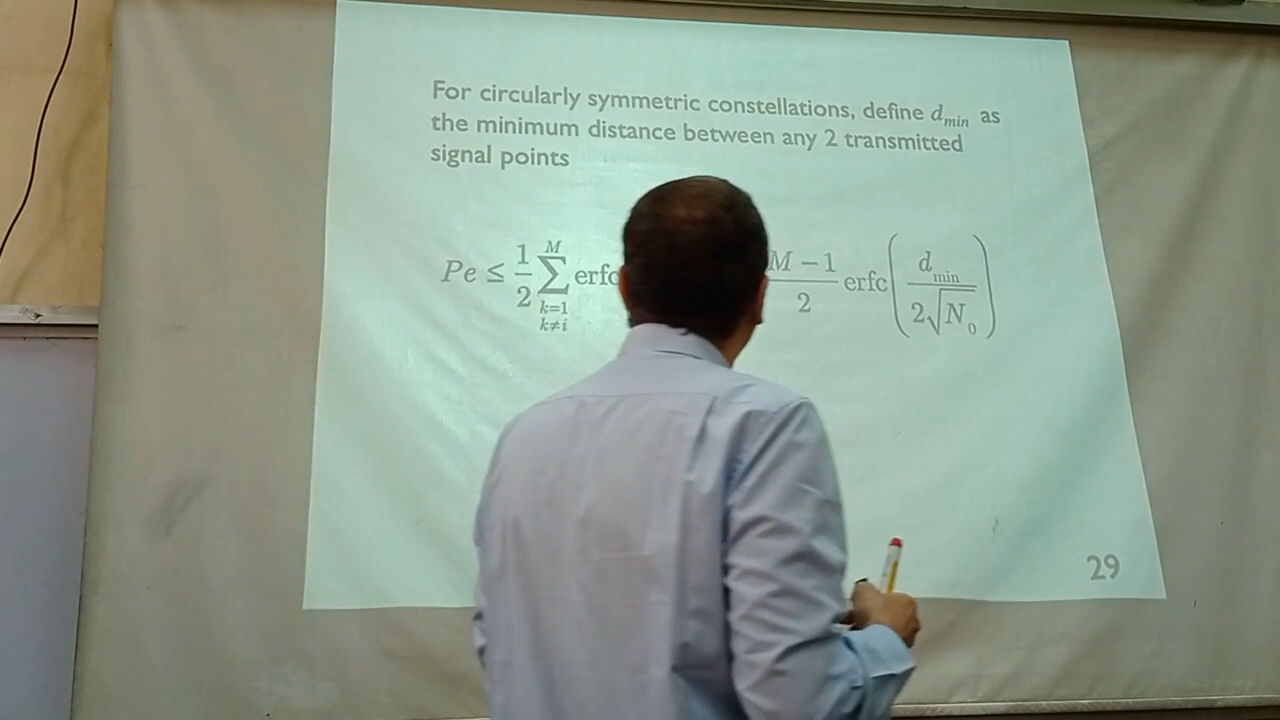 For circularly symmetric constellations, define d_min as
the minimum distance between any 2 transmitted
signal points
Pe ≤ 1/2 ∑_{k=1, k≠i}^{M} erfc M − 1/2 erfc(d_min/2√N_0)
29